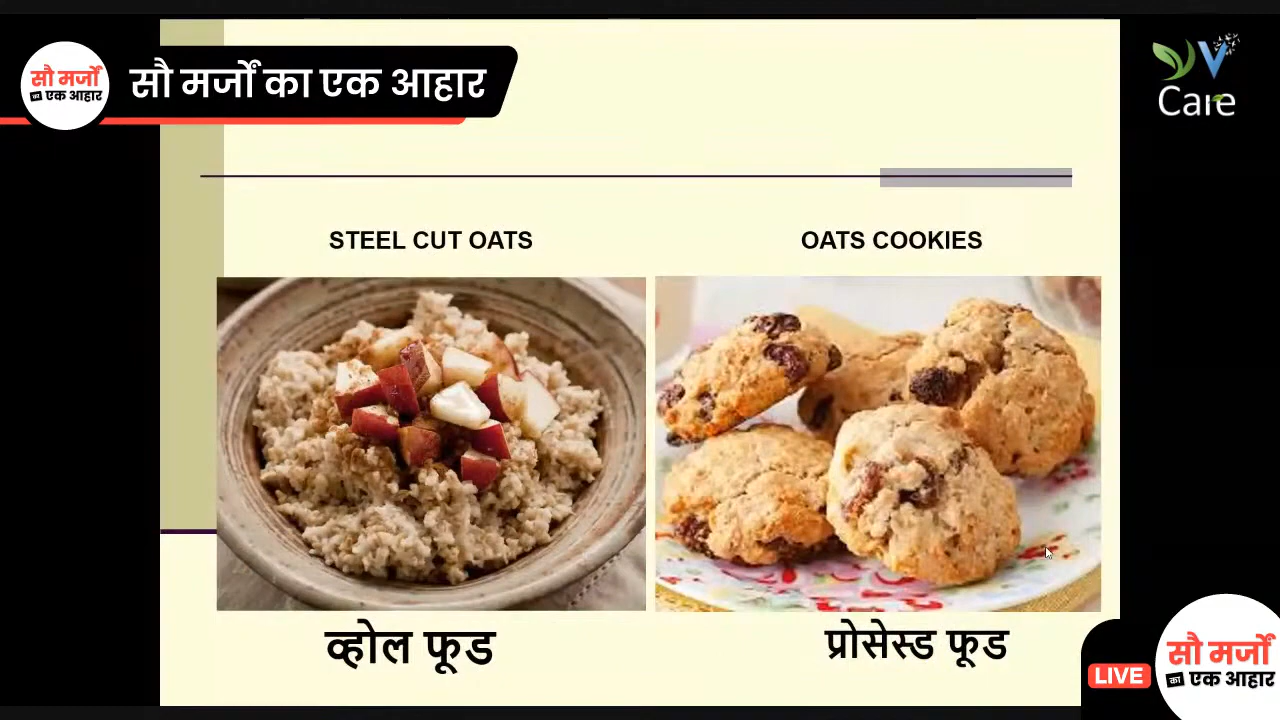 सौ मर्जों
का एक आहार
सौ मर्जों का एक आहार
V
Care
STEEL CUT OATS
OATS COOKIES
व्होल फूड
प्रोसेस्ड फूड
LIVE
सौ मर्जों
का एक आहार